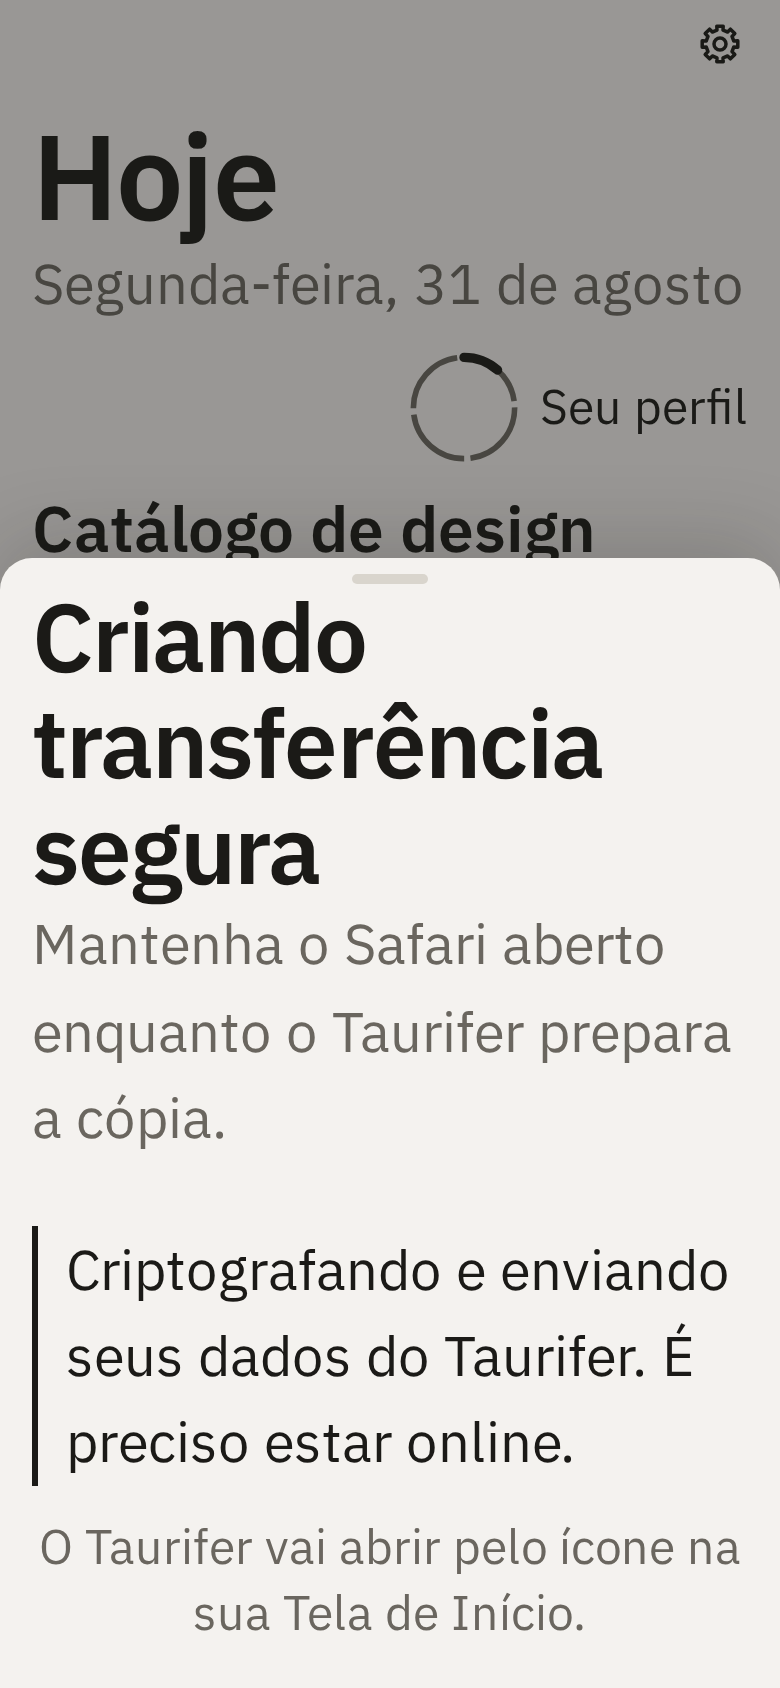 Hoje
Segunda-feira, 31 de agosto
Seu perfil
Catálogo de design
Criando
transferência
segura
Mantenha o Safari aberto
enquanto o Taurifer prepara
a cópia.
Criptografando e enviando
seus dados do Taurifer. É
preciso estar online.
O Taurifer vai abrir pelo ícone na
sua Tela de Início.